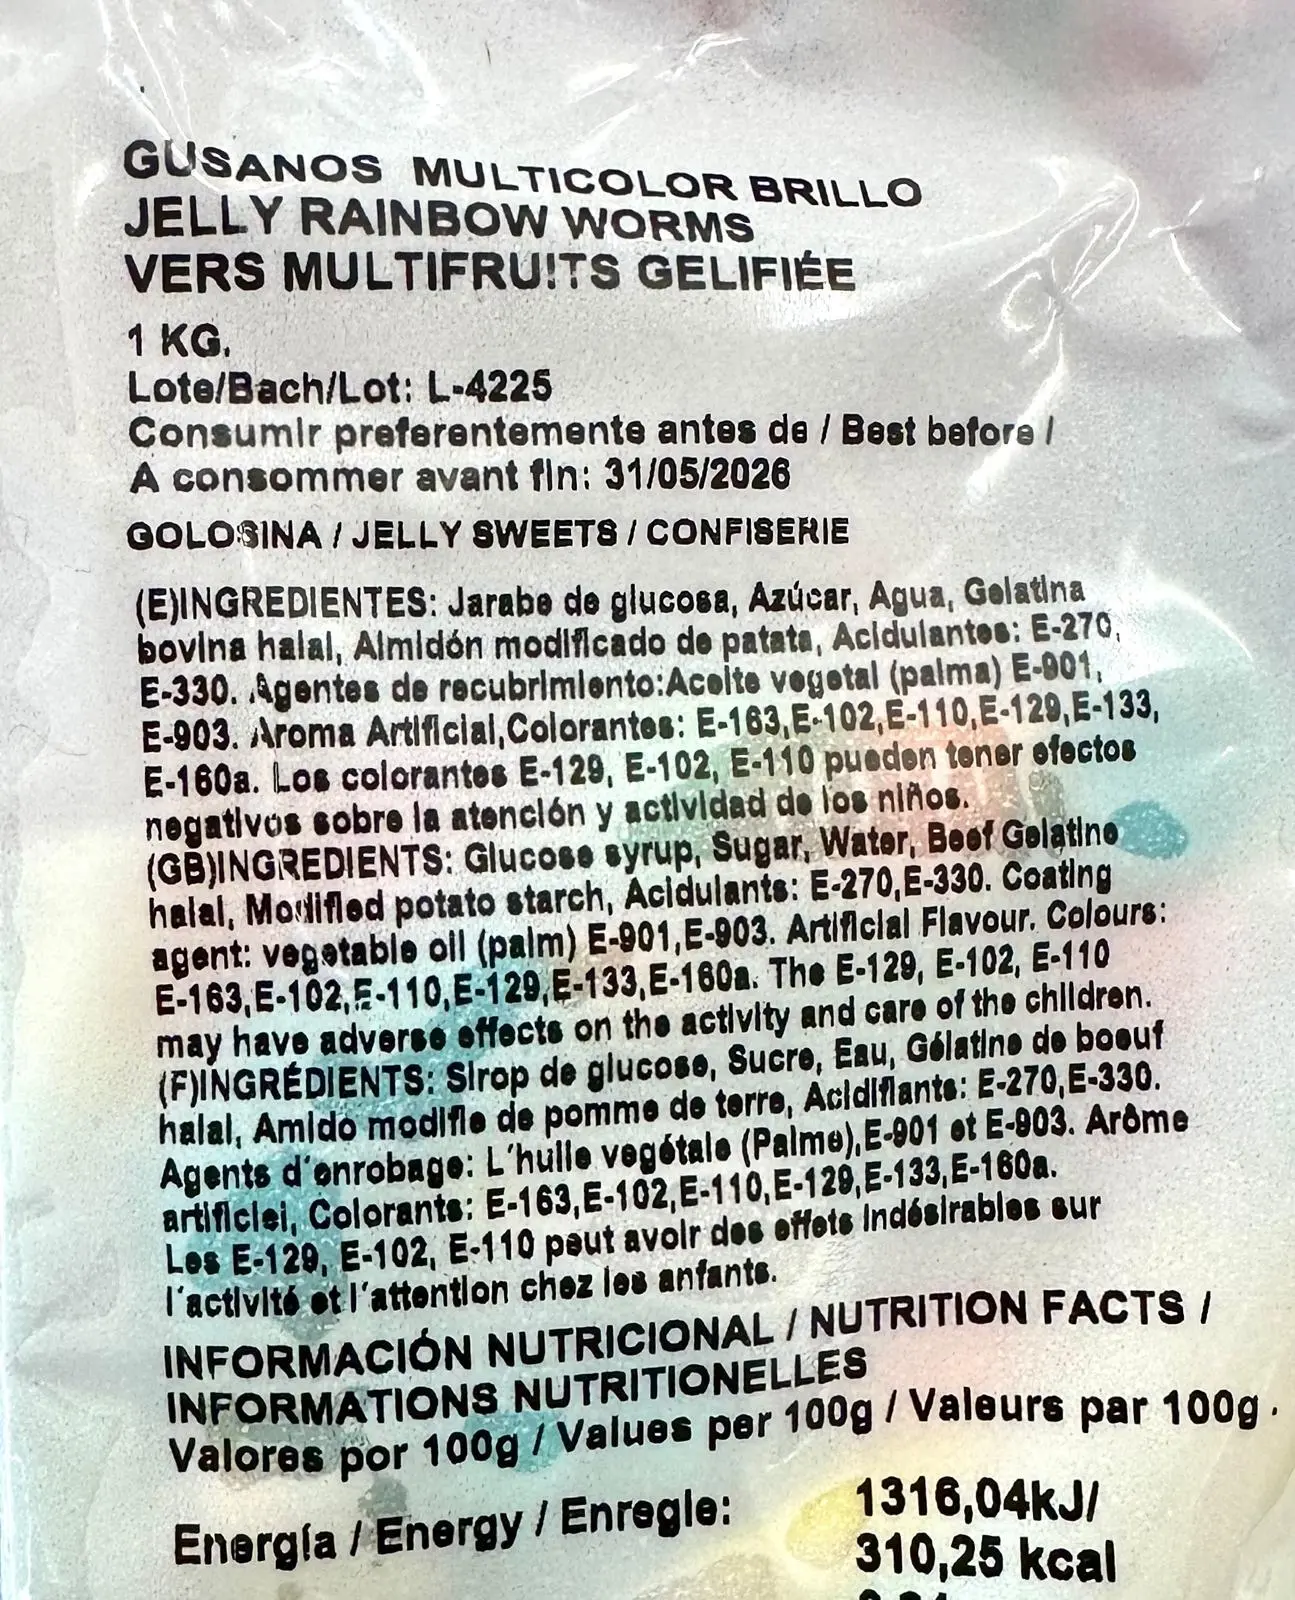 GUSANOS MULTICOLOR BRILLO
JELLY RAINBOW WORMS
VERS MULTIFRUITS GELIFIÉE
1 KG.
Lote/Bach/Lot: L-4225
Consumir preferentemente antes de / Best before /
A consommer avant fin: 31/05/2026
GOLOSINA / JELLY SWEETS / CONFISERIE
(E)INGREDIENTES: Jarabe de glucosa, Azúcar, Agua, Gelatina
bovina halal, Almidón modificado de patata, Acidulantes: E-270,
E-330. Agentes de recubrimiento:Aceite vegetal (palma) E-901,
E-903. Aroma Artificial,Colorantes: E-163,E-102,E-110,E-129,E-133,
E-160a. Los colorantes E-129, E-102, E-110 pueden tener efectos
negativos sobre la atención y actividad de los niños.
(GB)INGREDIENTS: Glucose syrup, Sugar, Water, Beef Gelatine
halal, Modified potato starch, Acidulants: E-270,E-330. Coating
agent: vegetable oil (palm) E-901,E-903. Artificial Flavour. Colours:
E-163,E-102,E-110,E-129,E-133,E-160a. The E-129, E-102, E-110
may have adverse effects on the activity and care of the children.
(F)INGRÉDIENTS: Sirop de glucose, Sucre, Eau, Gélatine de boeuf
halal, Amido modifie de pomme de terre, Acidifiants: E-270,E-330.
Agents d'enrobage: L'huile vegétale (Palme),E-901 et E-903. Arôme
artificiel, Colorants: E-163,E-102,E-110,E-129,E-133,E-160a.
Les E-129, E-102, E-110 peut avoir des effets indésirables sur
l'activité et l'attention chez les anfants.
INFORMACIÓN NUTRICIONAL / NUTRITION FACTS /
INFORMATIONS NUTRITIONELLES
Valores por 100g / Values per 100g / Valeurs par 100g.
Energía / Energy / Enregie: 1316,04kJ/
310,25 kcal